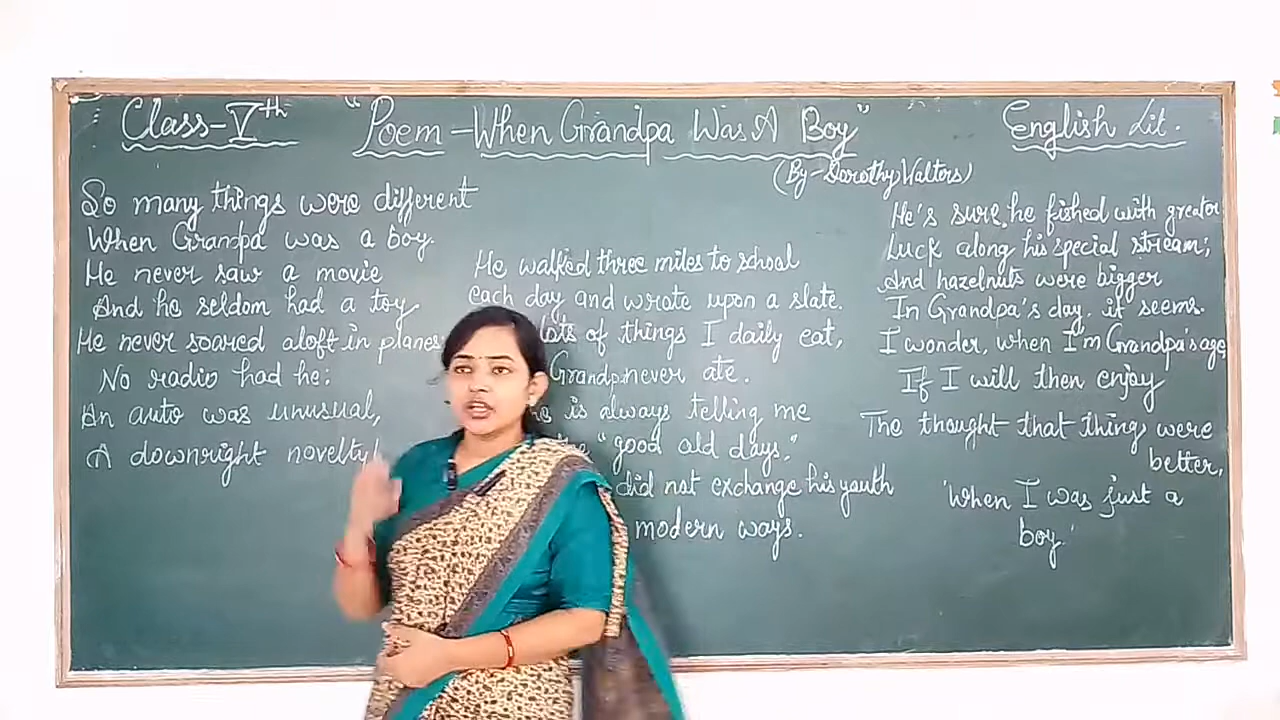 Class-Vth
"Poem-When Grandpa Was A Boy"
English Lit.
(By-Dorothy Walters)
So many things were different
When Grandpa was a boy.
He never saw a movie
And he seldom had a toy
He never soared aloft in planes;
No radio had he:
An auto was unusual,
A downright novelty!
He walked three miles to school
each day and wrote upon a slate.
lots of things I daily eat,
Grandpa never ate.
is always telling me
"good old days."
did not exchange his youth
modern ways.
He's sure, he fished with greater
Luck along his special stream;
And hazelnuts were bigger
In Grandpa's day, it seems.
I wonder, when I'm Grandpa's age
If I will then enjoy
The thought that things were
better,
'When I was just a
boy.'